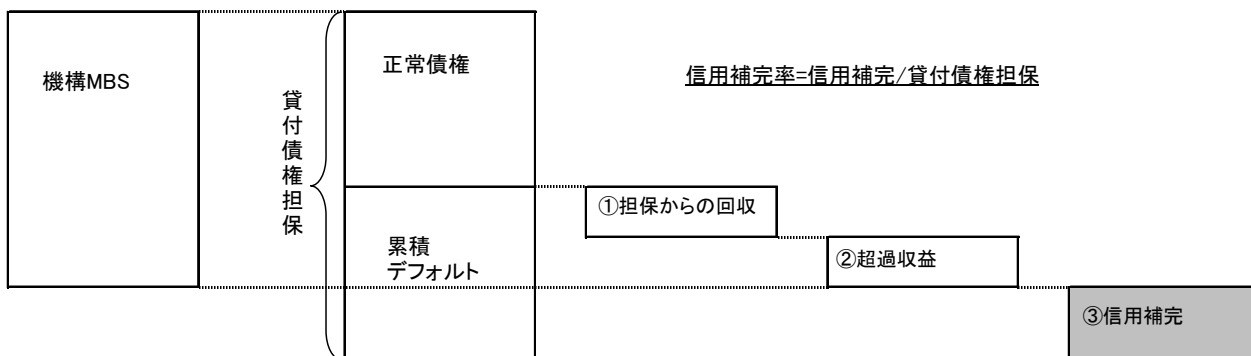 機構MBS
貸付債権担保
正常債権
信用補完率=信用補完/貸付債権担保
①担保からの回収
累積
デフォルト
②超過収益
③信用補完